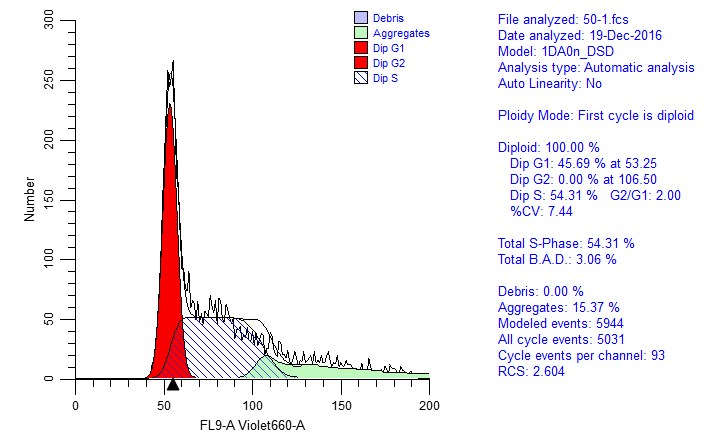 300
250
200
150
100
50
0
Number
0
50
100
150
200
FL9-A Violet660-A
Debris
Aggregates
Dip G1
Dip G2
Dip S
File analyzed: 50-1.fcs
Date analyzed: 19-Dec-2016
Model: 1DA0n_DSD
Analysis type: Automatic analysis
Auto Linearity: No
Ploidy Mode: First cycle is diploid
Diploid: 100.00 %
Dip G1: 45.69 % at 53.25
Dip G2: 0.00 % at 106.50
Dip S: 54.31 % G2/G1: 2.00
%CV: 7.44
Total S-Phase: 54.31 %
Total B.A.D.: 3.06 %
Debris: 0.00 %
Aggregates: 15.37 %
Modeled events: 5944
All cycle events: 5031
Cycle events per channel: 93
RCS: 2.604